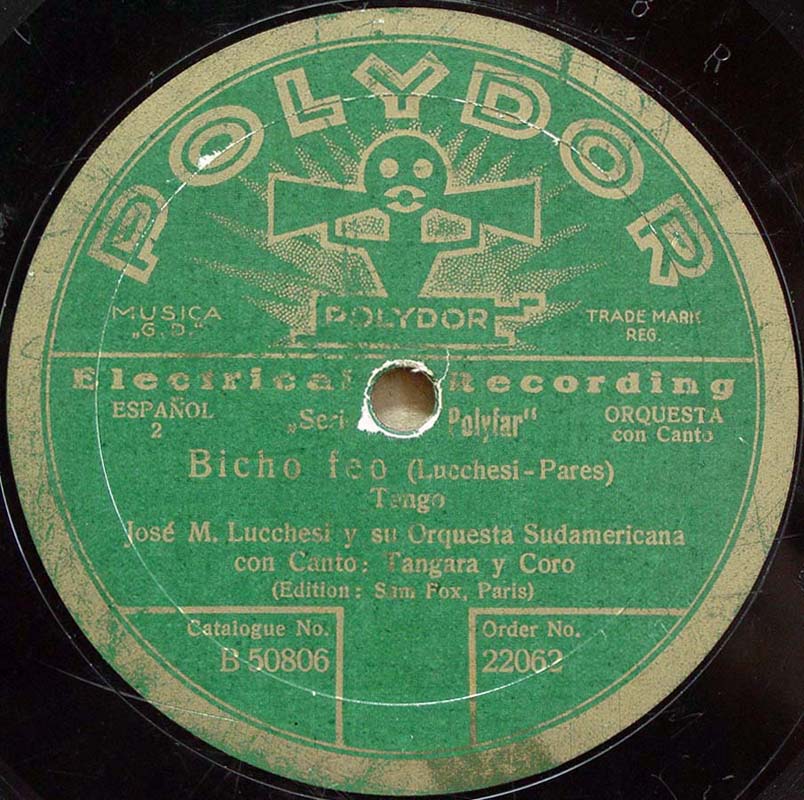 POLYDOR
POLYDOR
MUSICA
„G.D."
TRADE MARK
REG.
Electrical Recording
ESPAÑOL
2
Polyfar"
ORQUESTA
con Canto
Bicho feo (Lucchesi-Pares)
Tango
José M. Lucchesi y su Orquesta Sudamericana
con Canto: Tangara y Coro
(Edition: Sam Fox, Paris)
Catalogue No.
B 50806
Order No.
22062